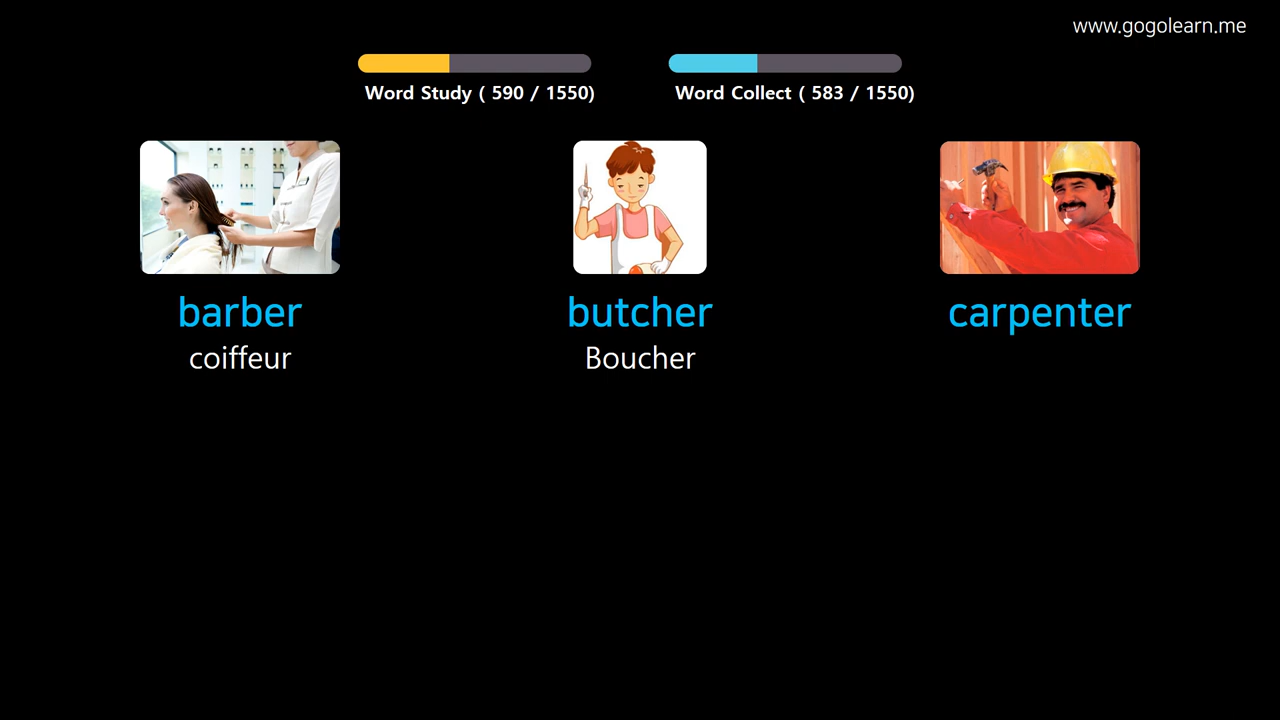 www.gogolearn.me
Word Study ( 590 / 1550)
Word Collect ( 583 / 1550)
barber
butcher
carpenter
coiffeur
Boucher